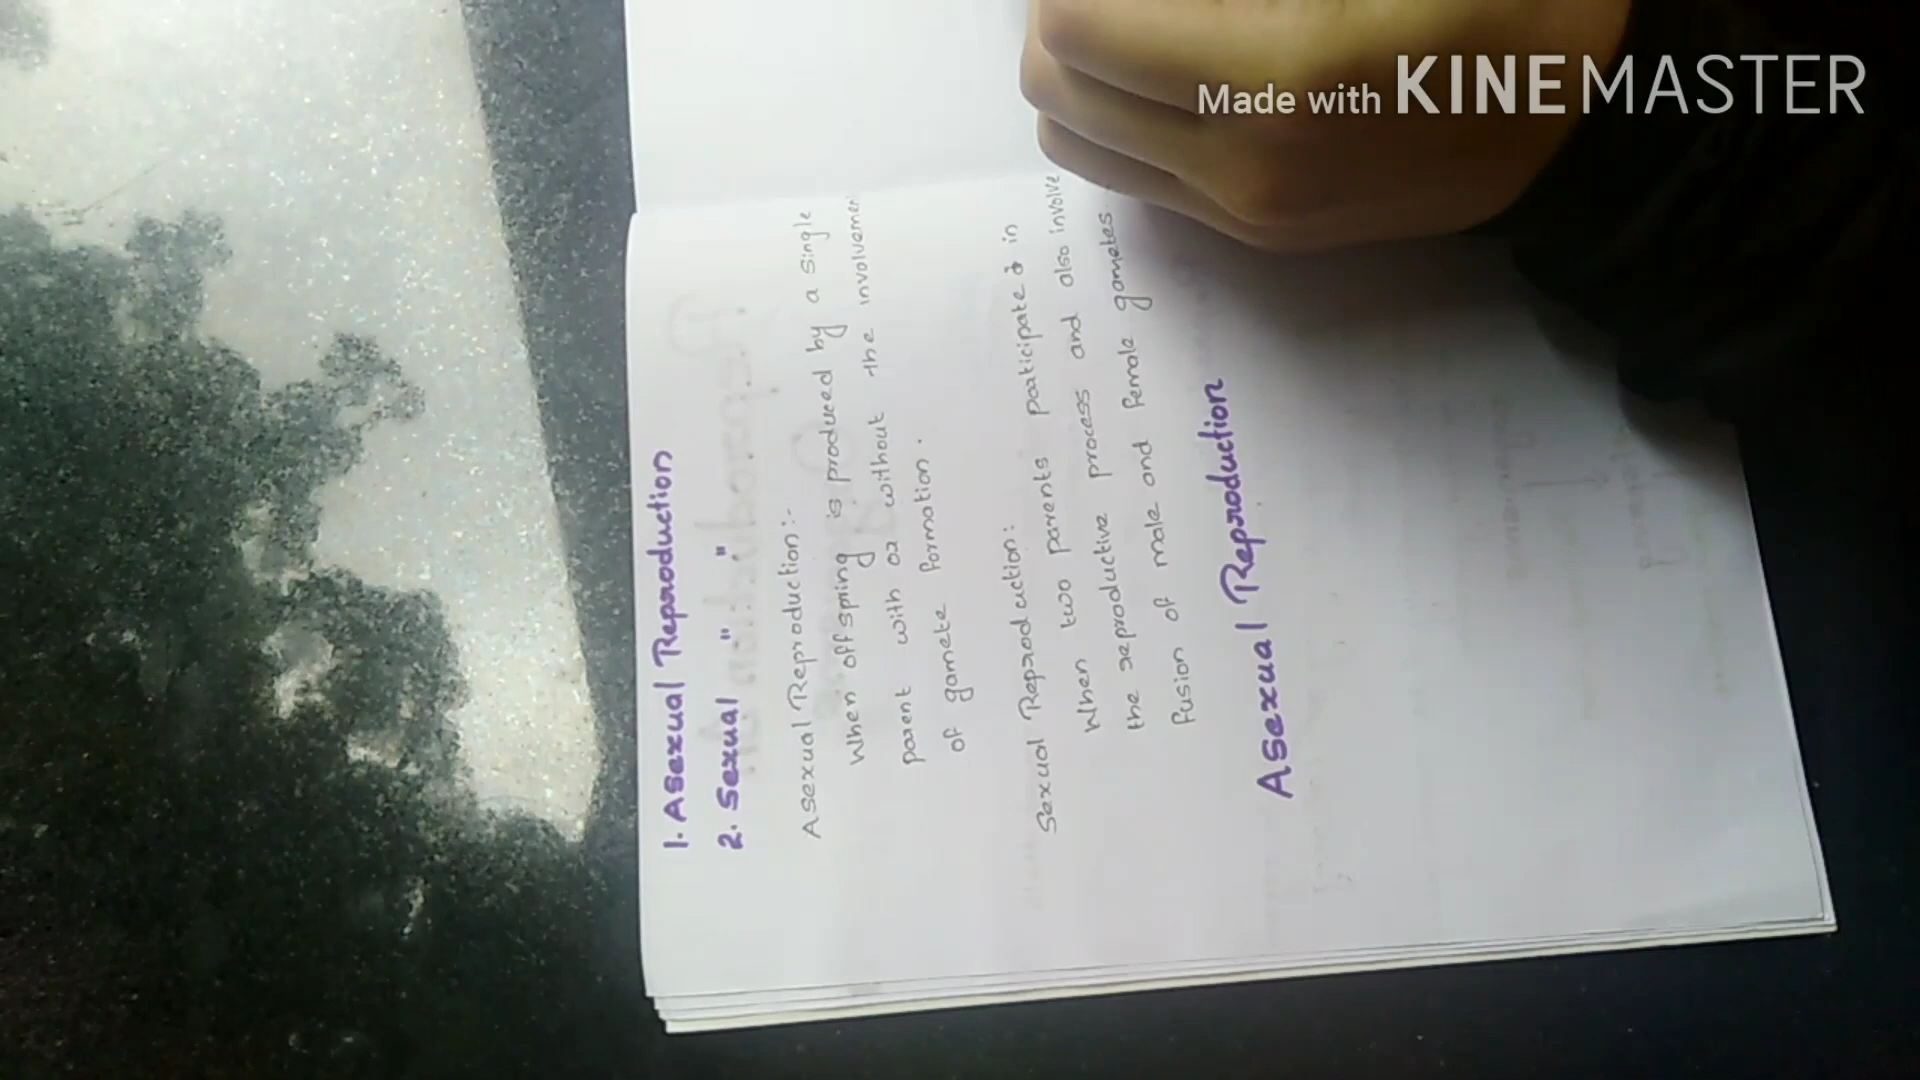 Made with KINEMASTER
1. Asexual Reproduction
2. Sexual " "
Asexual Reproduction:-
When offspring is produced by a single
parent with or without the involvemen
of gamete formation.
Sexual Reproduction:
When two parents participate in
the reproductive process and also involve
fusion of male and female gametes.
Asexual Reproduction